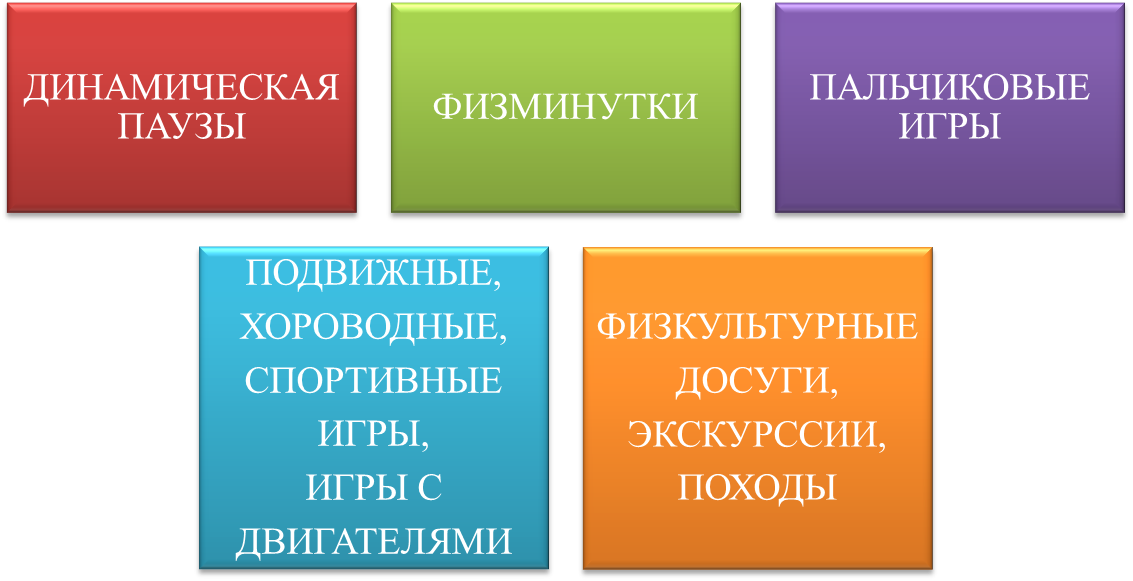 ДИНАМИЧЕСКАЯ
ПАУЗЫ
ФИЗМИНУТКИ
ПАЛЬЧИКОВЫЕ
ИГРЫ
ПОДВИЖНЫЕ,
ХОРОВОДНЫЕ,
СПОРТИВНЫЕ
ИГРЫ,
ИГРЫ С
ДВИГАТЕЛЯМИ
ФИЗКУЛЬТУРНЫЕ
ДОСУГИ,
ЭКСКУРССИИ,
ПОХОДЫ